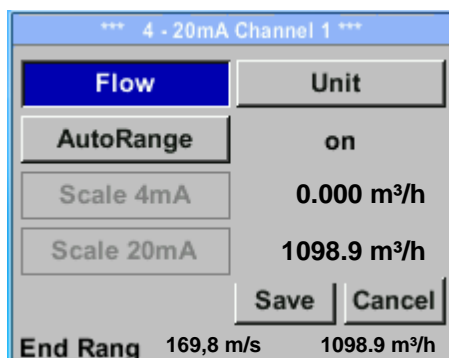 *** 4 - 20mA Channel 1 ***
Flow Unit
AutoRange on
Scale 4mA 0.000 m³/h
Scale 20mA 1098.9 m³/h
Save Cancel
End Rang 169,8 m/s 1098.9 m³/h